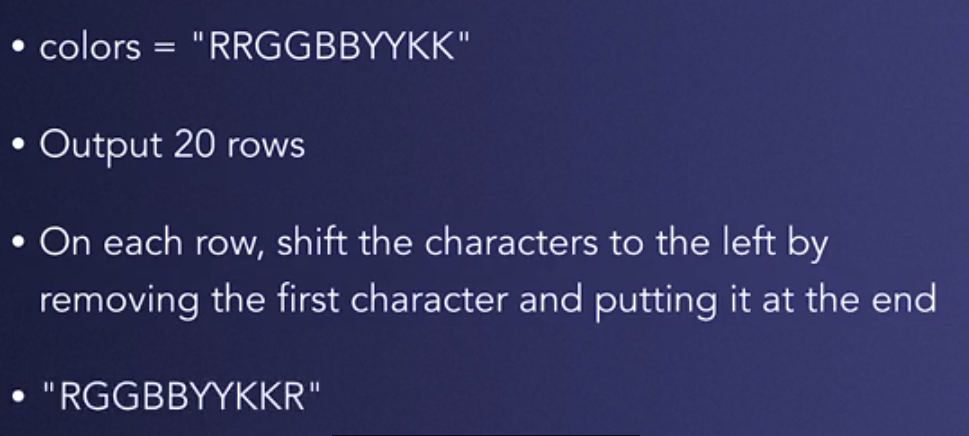 • colors = "RRGGBBYYKK"
• Output 20 rows
• On each row, shift the characters to the left by
removing the first character and putting it at the end
• "RGGBBYYKKR"